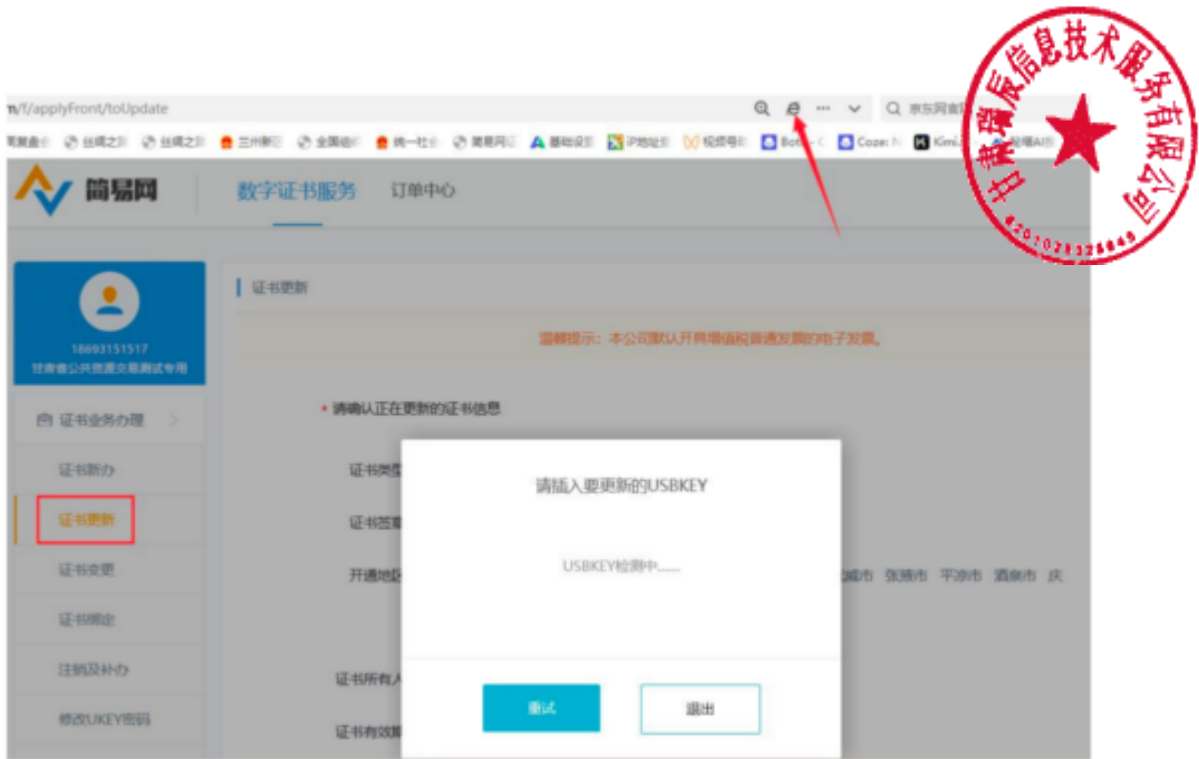 甘肃瑞辰信息技术服务有限公司
/f/applyFront/toUpdate
简易网
数字证书服务
订单中心
18693151517
甘肃省公共资源交易测试专用
证书业务办理
证书新办
证书更新
证书变更
证书绑定
注销及补办
修改UKEY密码
证书更新
温馨提示：本公司默认开具增值税普通发票的电子发票。
* 请确认正在更新的证书信息
证书类型
证书签章
开通地区
张掖市 平凉市 酒泉市 庆
证书所有人
证书有效期
请插入要更新的USBKEY
USBKEY检测中......
重试
退出